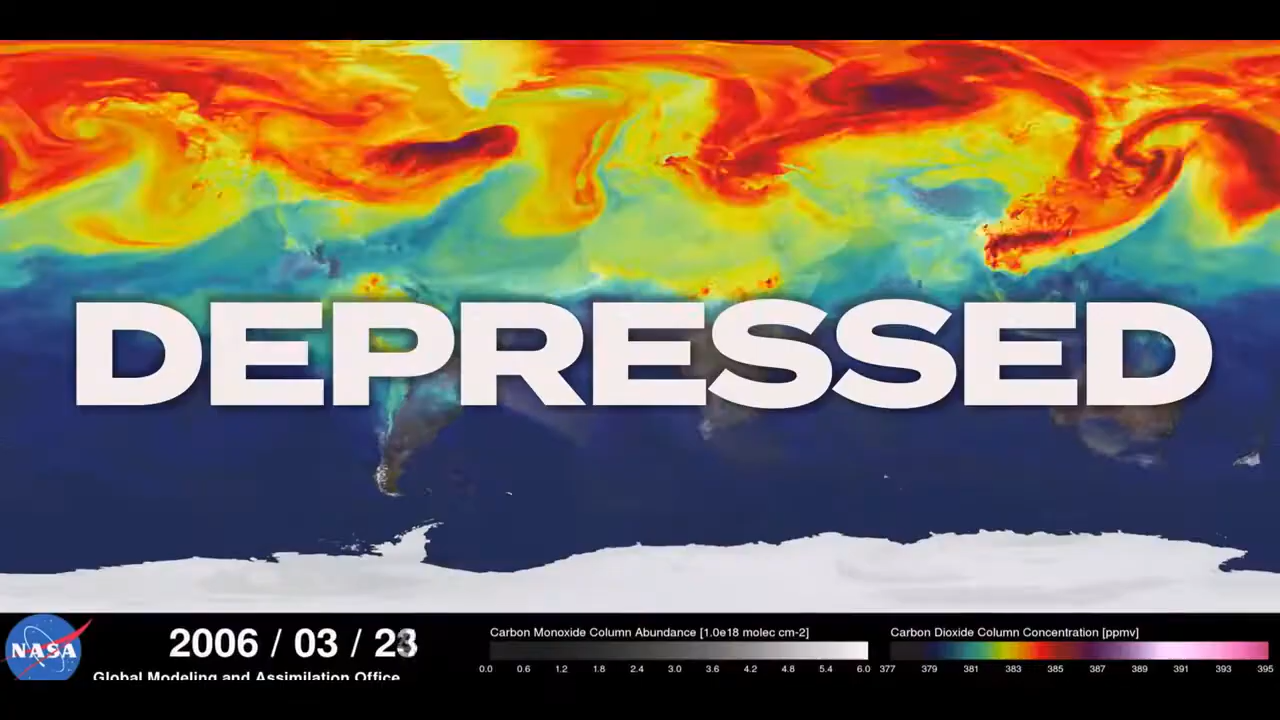 DEPRESSED
NASA
2006 / 03 / 23
Global Modeling and Assimilation Office
Carbon Monoxide Column Abundance [1.0e18 molec cm-2]
0.0 0.6 1.2 1.8 2.4 3.0 3.6 4.2 4.8 5.4 6.0
Carbon Dioxide Column Concentration [ppmv]
377 379 381 383 385 387 389 391 393 395